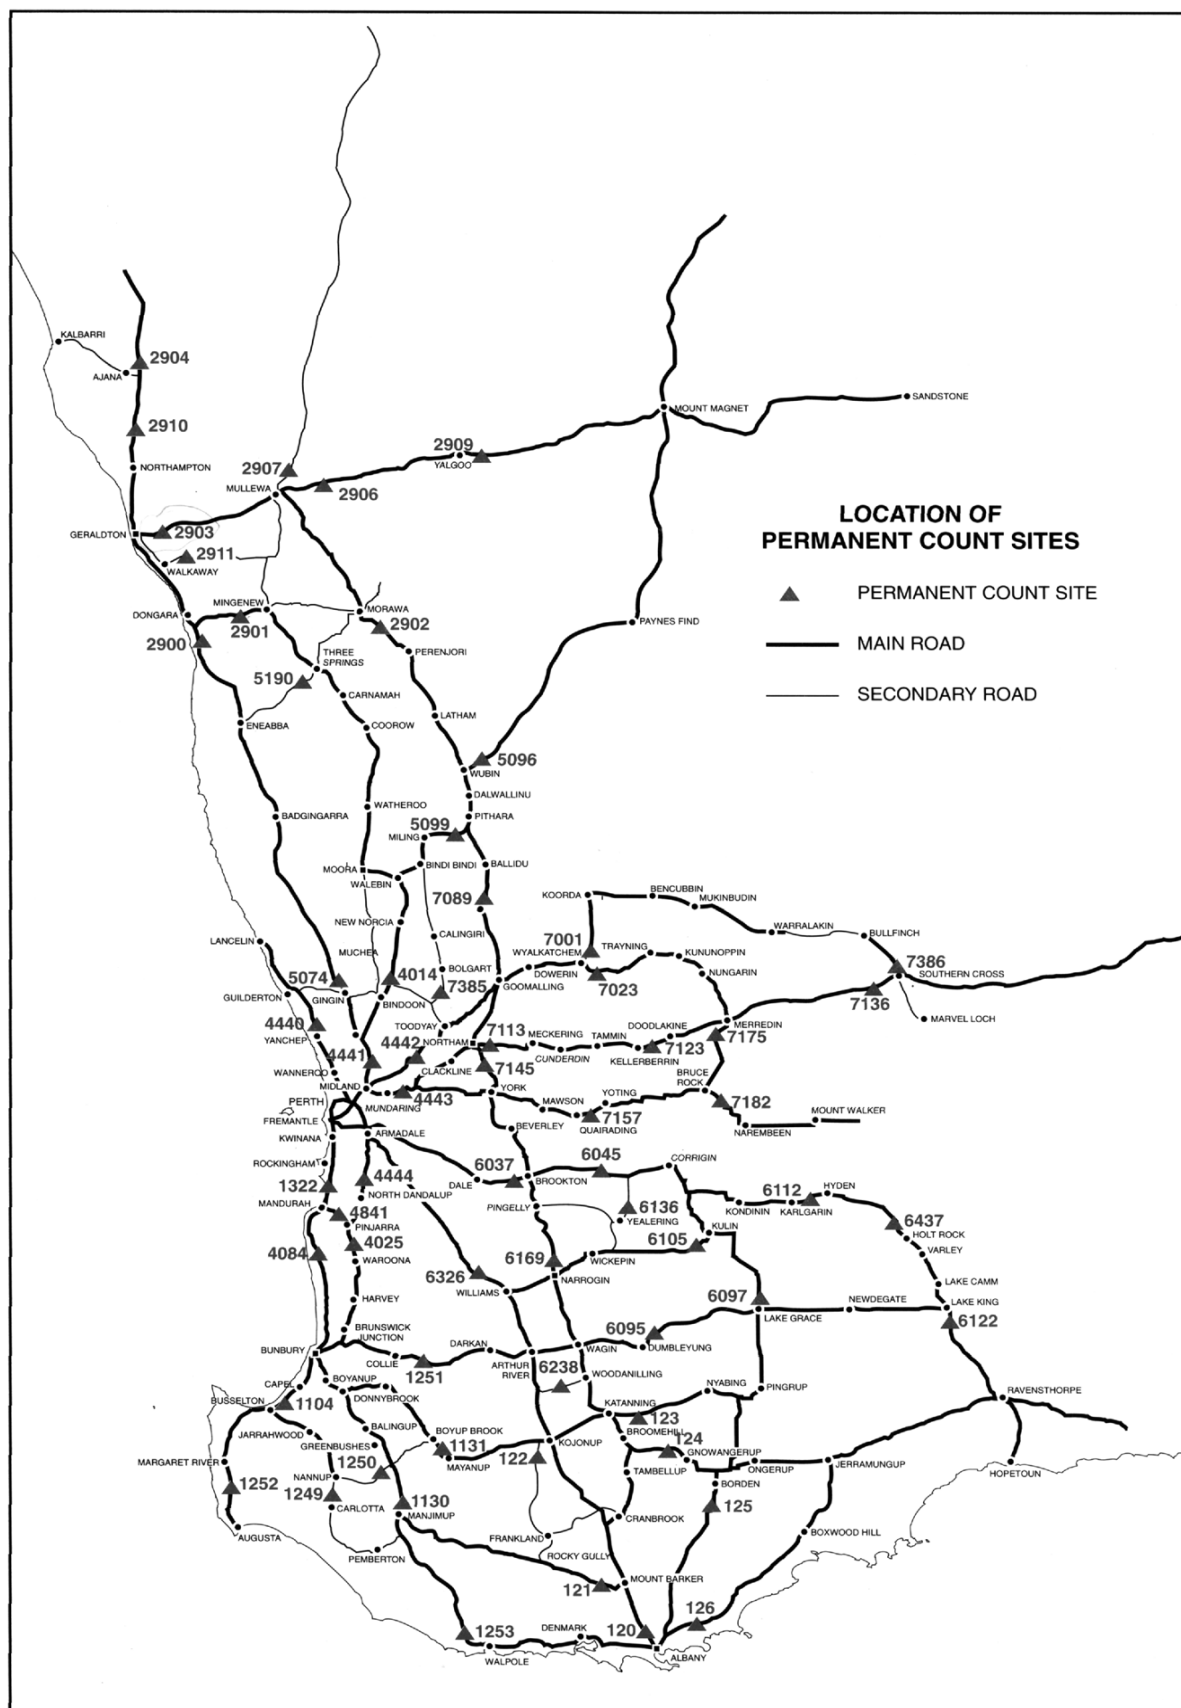 KALBARRI
2904
AJANA
SANDSTONE
MOUNT MAGNET
2910
2909
YALGOO
NORTHAMPTON
2907
MULLEWA
2906
LOCATION OF
PERMANENT COUNT SITES
GERALDTON
2903
2911
WALKAWAY
PERMANENT COUNT SITE
MINGENEW
MORAWA
DONGARA
2901
2902
PAYNES FIND
2900
MAIN ROAD
PERENJORI
THREE
SPRINGS
5190
CARNAMAH
SECONDARY ROAD
LATHAM
ENEABBA
COOROW
5096
WUBIN
DALWALLINU
WATHEROO
BADGINGARRA
PITHARA
5099
MILING
MOORA
BINDI BINDI
BALLIDU
WALEBIN
KOORDA
BENCUBBIN
MUKINBUDIN
7089
NEW NORCIA
WARRALAKIN
BULLFINCH
LANCELIN
CALINGIRI
7001
MUCHEA
WYALKATCHEM
TRAYNING
KUNUNOPPIN
7386
SOUTHERN CROSS
5074
4014
BOLGART
DOWERIN
7023
NUNGARIN
GUILDERTON
GINGIN
7385
GOOMALLING
7136
BINDOON
4440
TOODYAY
MARVEL LOCH
YANCHEP
4442
NORTHAM
7113
MECKERING
TAMMIN
DOODLAKINE
MERREDIN
7175
4441
CUNDERDIN
KELLERBERRIN
7123
WANNEROO
CLACKLINE
7145
BRUCE
ROCK
MIDLAND
4443
YORK
PERTH
MUNDARING
MAWSON
YOTING
7182
MOUNT WALKER
FREMANTLE
7157
QUAIRADING
NAREMBEEN
KWINANA
ARMADALE
BEVERLEY
ROCKINGHAM
6037
6045
CORRIGIN
1322
4444
DALE
BROOKTON
6112
HYDEN
MANDURAH
NORTH DANDALUP
PINGELLY
6136
KONDININ
KARLGARIN
4841
PINJARRA
YEALERING
6437
KULIN
HOLT ROCK
4084
4025
6105
VARLEY
WAROONA
6169
WICKEPIN
6326
NARROGIN
LAKE CAMM
WILLIAMS
6097
HARVEY
NEWDEGATE
LAKE KING
LAKE GRACE
6122
BRUNSWICK
JUNCTION
6095
BUNBURY
DARKAN
WAGIN
DUMBLEYUNG
COLLIE
1251
ARTHUR
RIVER
6238
WOODANILLING
CAPEL
BOYANUP
NYABING
PINGRUP
BUSSELTON
1104
DONNYBROOK
KATANNING
RAVENSTHORPE
123
JARRAHWOOD
BALINGUP
BROOMEHILL
GREENBUSHES
BOYUP BROOK
1131
KOJONUP
124
GNOWANGERUP
MARGARET RIVER
1250
MAYANUP
122
ONGERUP
JERRAMUNGUP
NANNUP
TAMBELLUP
HOPETOUN
1252
1249
BORDEN
CARLOTTA
1130
125
MANJIMUP
CRANBROOK
AUGUSTA
FRANKLAND
BOXWOOD HILL
PEMBERTON
ROCKY GULLY
121
MOUNT BARKER
126
1253
DENMARK
120
WALPOLE
ALBANY